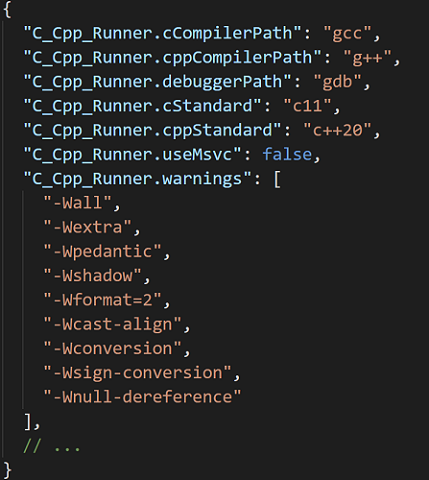 {
"C_Cpp_Runner.cCompilerPath": "gcc",
"C_Cpp_Runner.cppCompilerPath": "g++",
"C_Cpp_Runner.debuggerPath": "gdb",
"C_Cpp_Runner.cStandard": "c11",
"C_Cpp_Runner.cppStandard": "c++20",
"C_Cpp_Runner.useMsvc": false,
"C_Cpp_Runner.warnings": [
"-Wall",
"-Wextra",
"-Wpedantic",
"-Wshadow",
"-Wformat=2",
"-Wcast-align",
"-Wconversion",
"-Wsign-conversion",
"-Wnull-dereference"
],
// ...
}